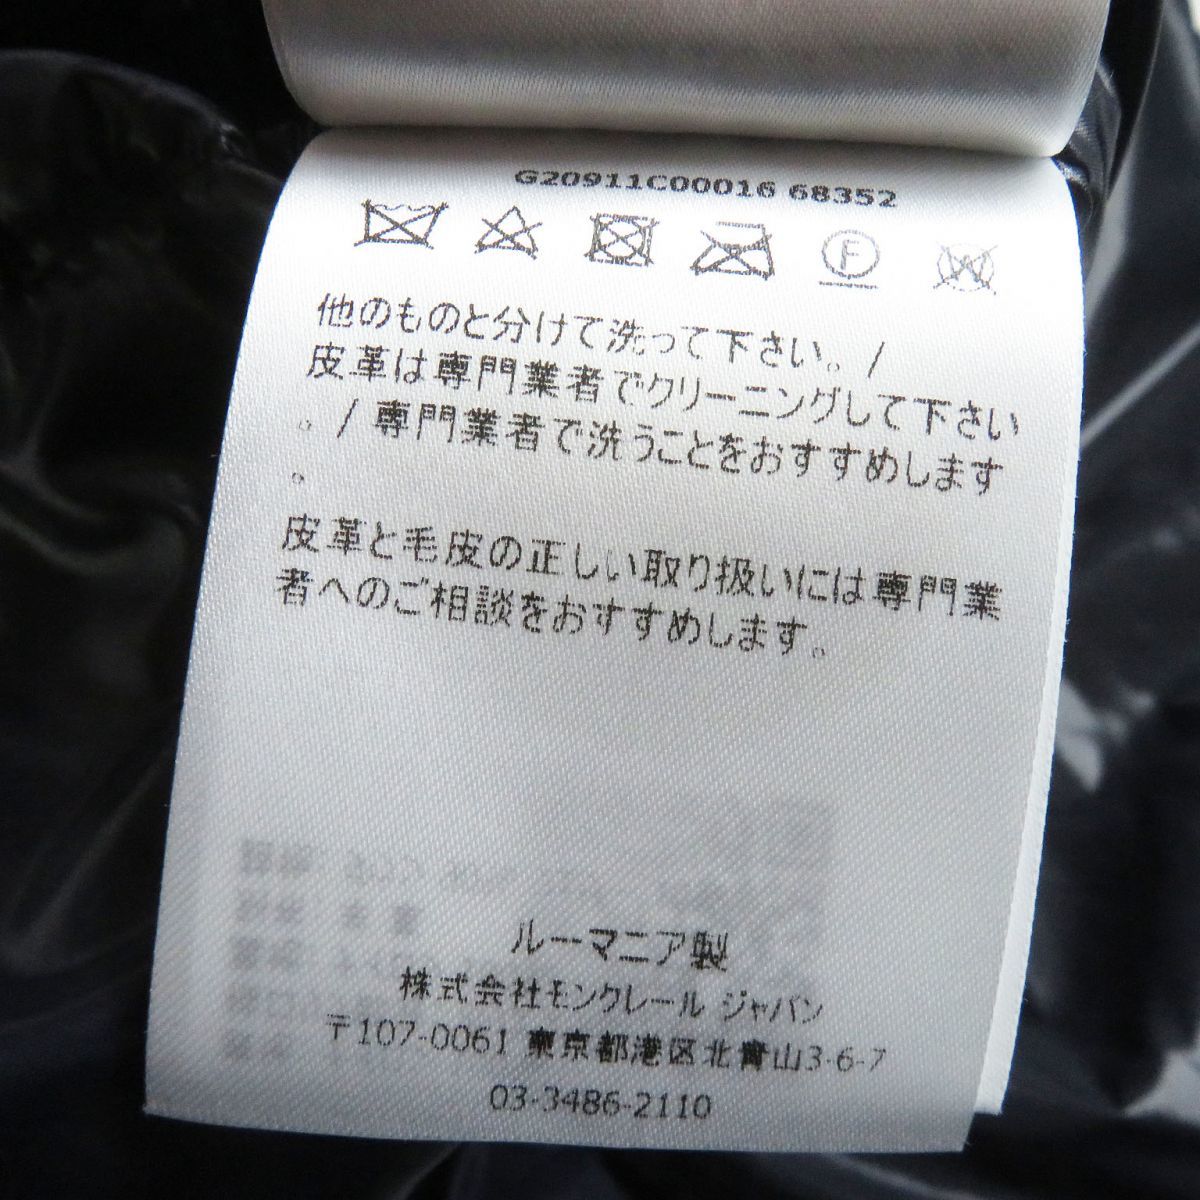 G20911C00016 68352
F
W
他のものと分けて洗って下さい。/
皮革は専門業者でクリーニングして下さい
。/ 専門業者で洗うことをおすすめします
。
皮革と毛皮の正しい取り扱いには専門業
者へのご相談をおすすめします。
ルーマニア製
株式会社モンクレール ジャパン
〒107-0061 東京都港区北青山3-6-7
03-3486-2110